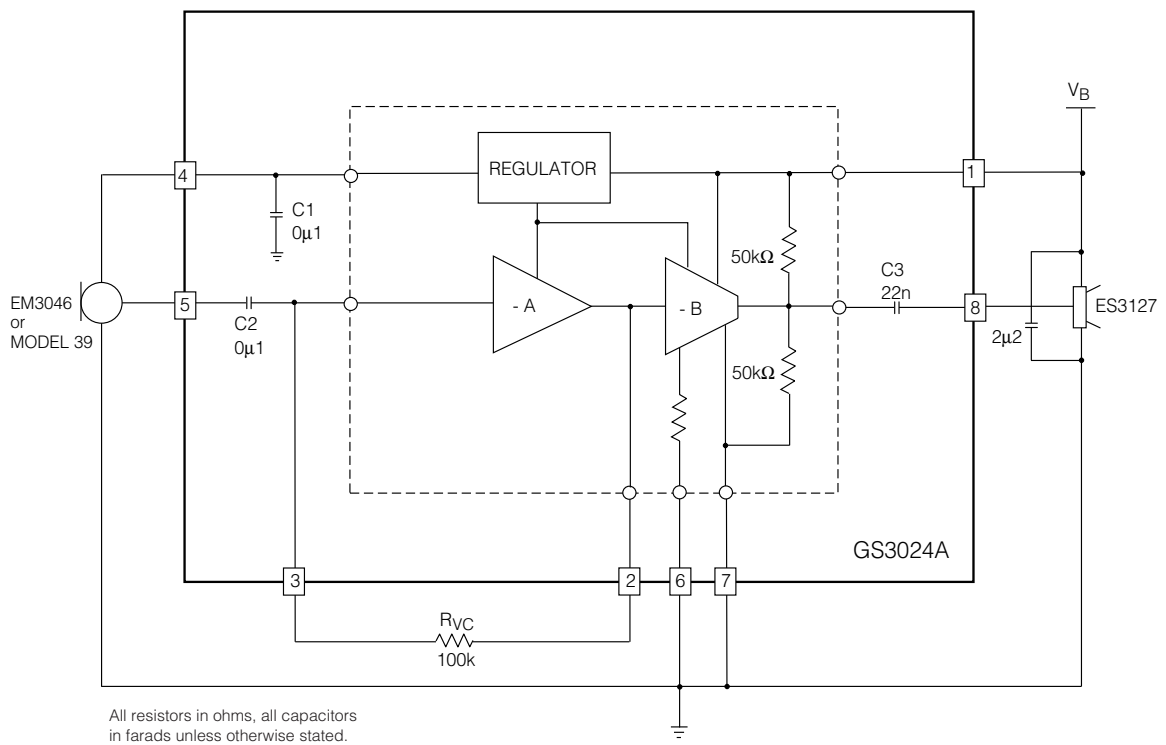 V_B
REGULATOR
4
1
C1
0µ1
50kΩ
C3
22n
EM3046
or
MODEL 39
5
C2
0µ1
- A
- B
8
ES3127
2µ2
50kΩ
GS3024A
3
2
6
7
R_VC
100k
All resistors in ohms, all capacitors
in farads unless otherwise stated.